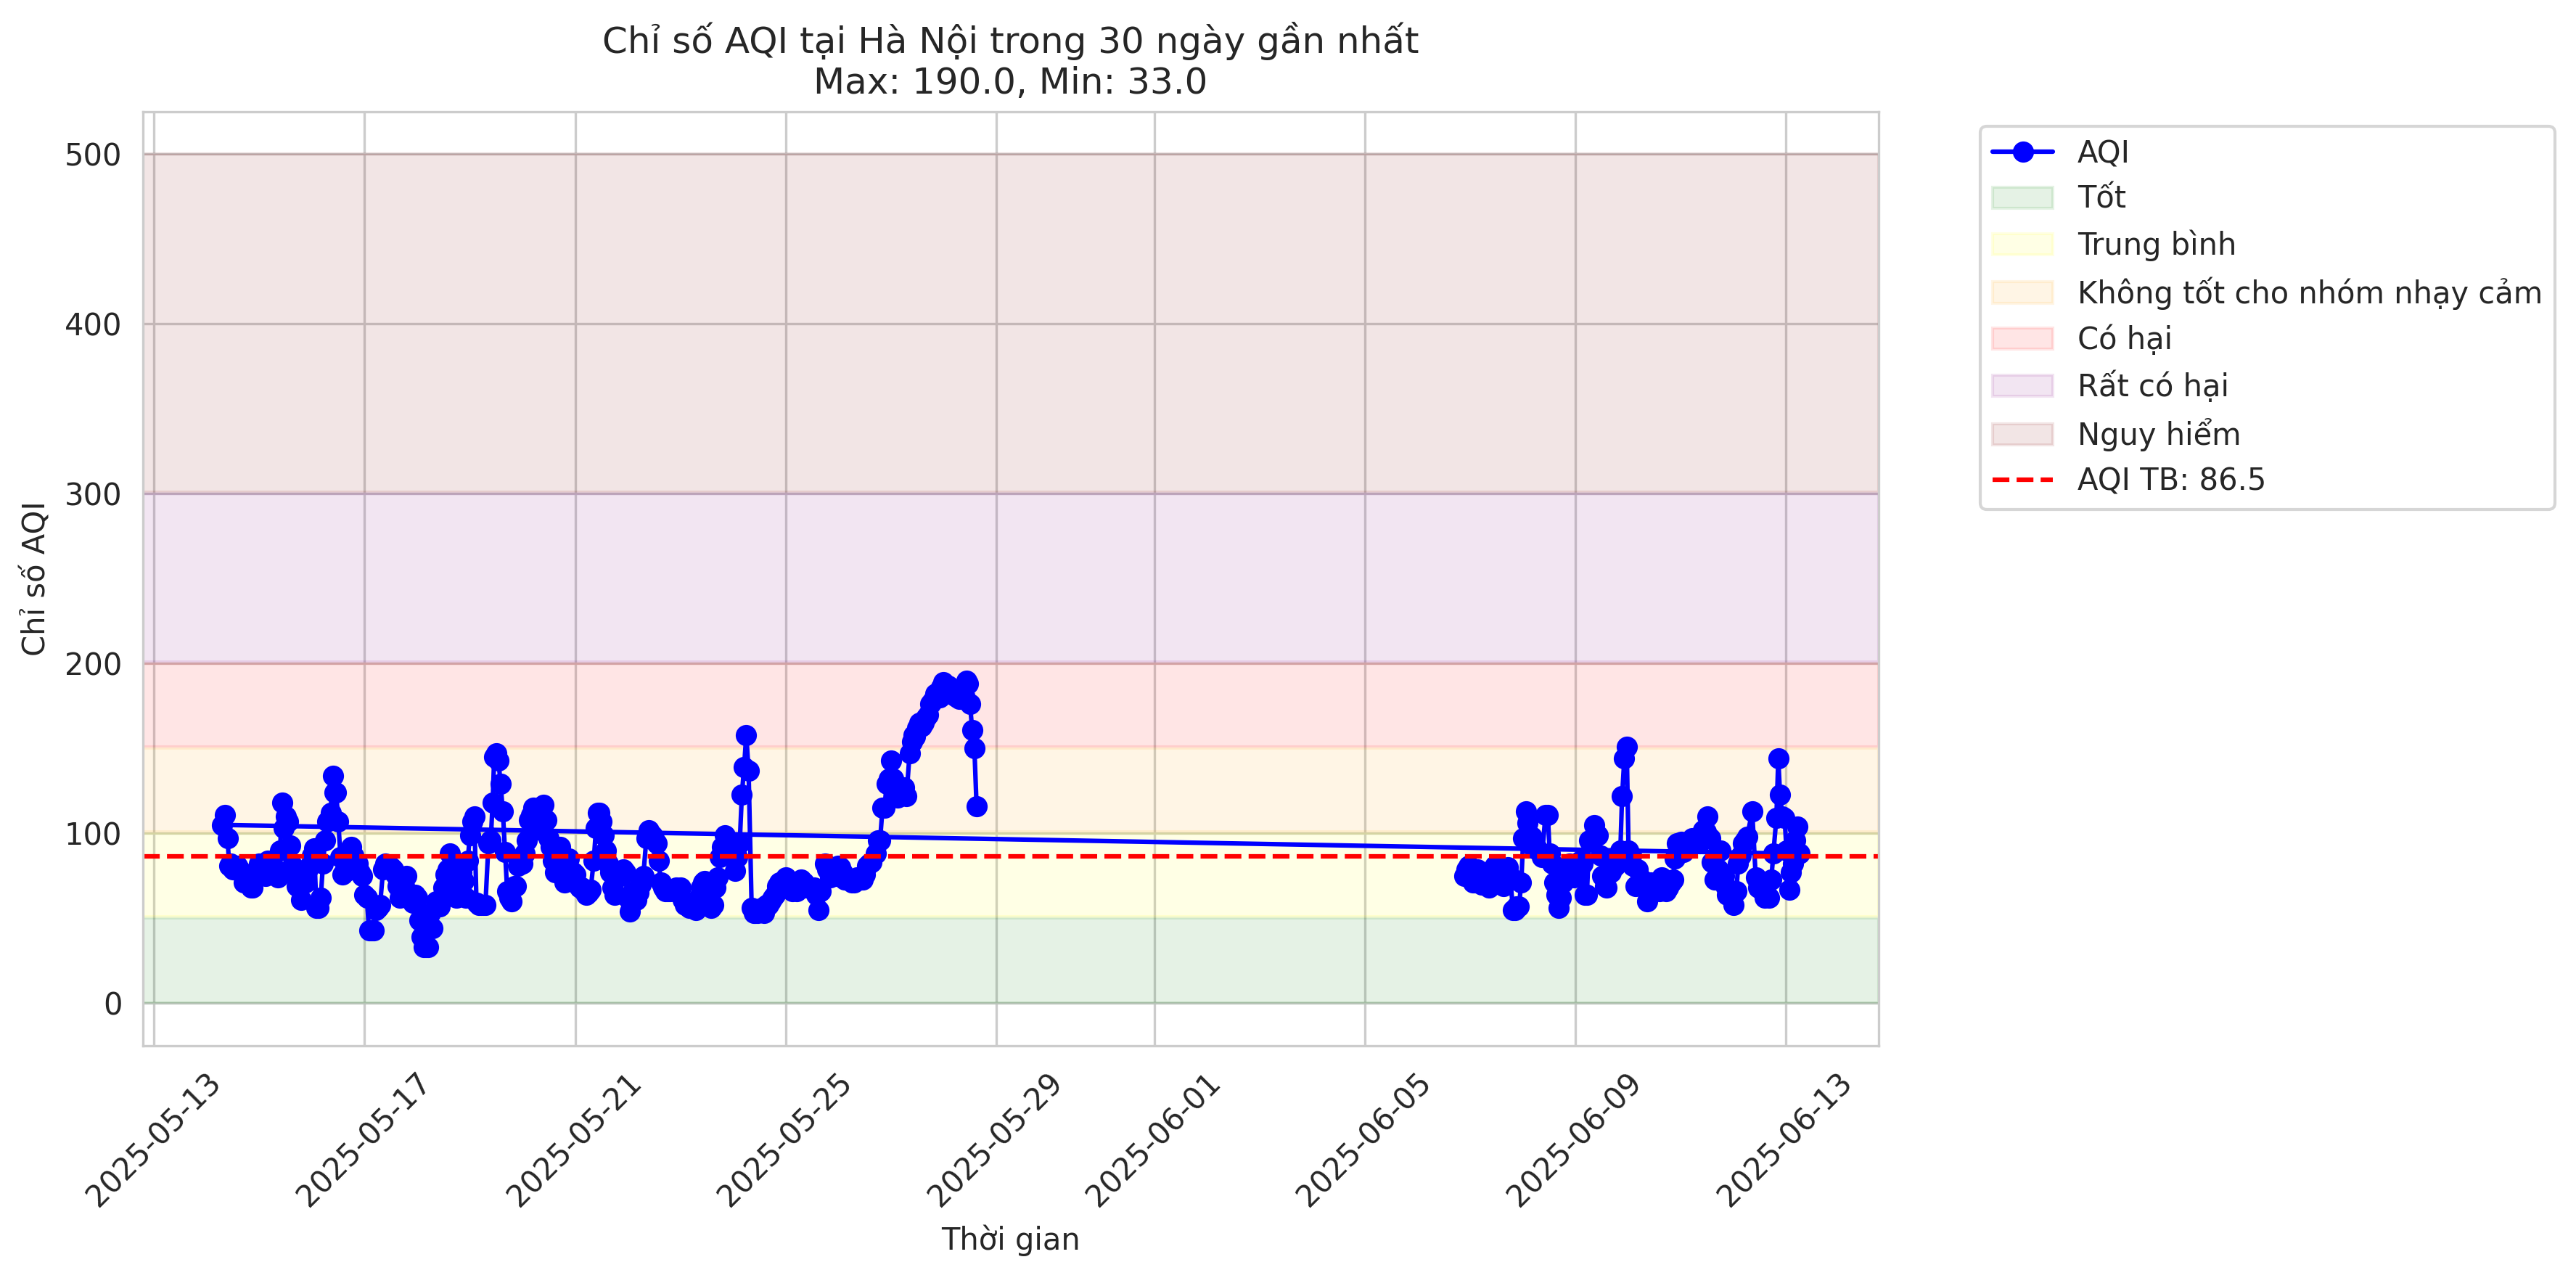 Chỉ số AQI tại Hà Nội trong 30 ngày gần nhất
Max: 190.0, Min: 33.0
Chỉ số AQI
500
400
300
200
100
0
2025-05-13
2025-05-17
2025-05-21
2025-05-25
2025-05-29
2025-06-01
2025-06-05
2025-06-09
2025-06-13
Thời gian
AQI
Tốt
Trung bình
Không tốt cho nhóm nhạy cảm
Có hại
Rất có hại
Nguy hiểm
AQI TB: 86.5